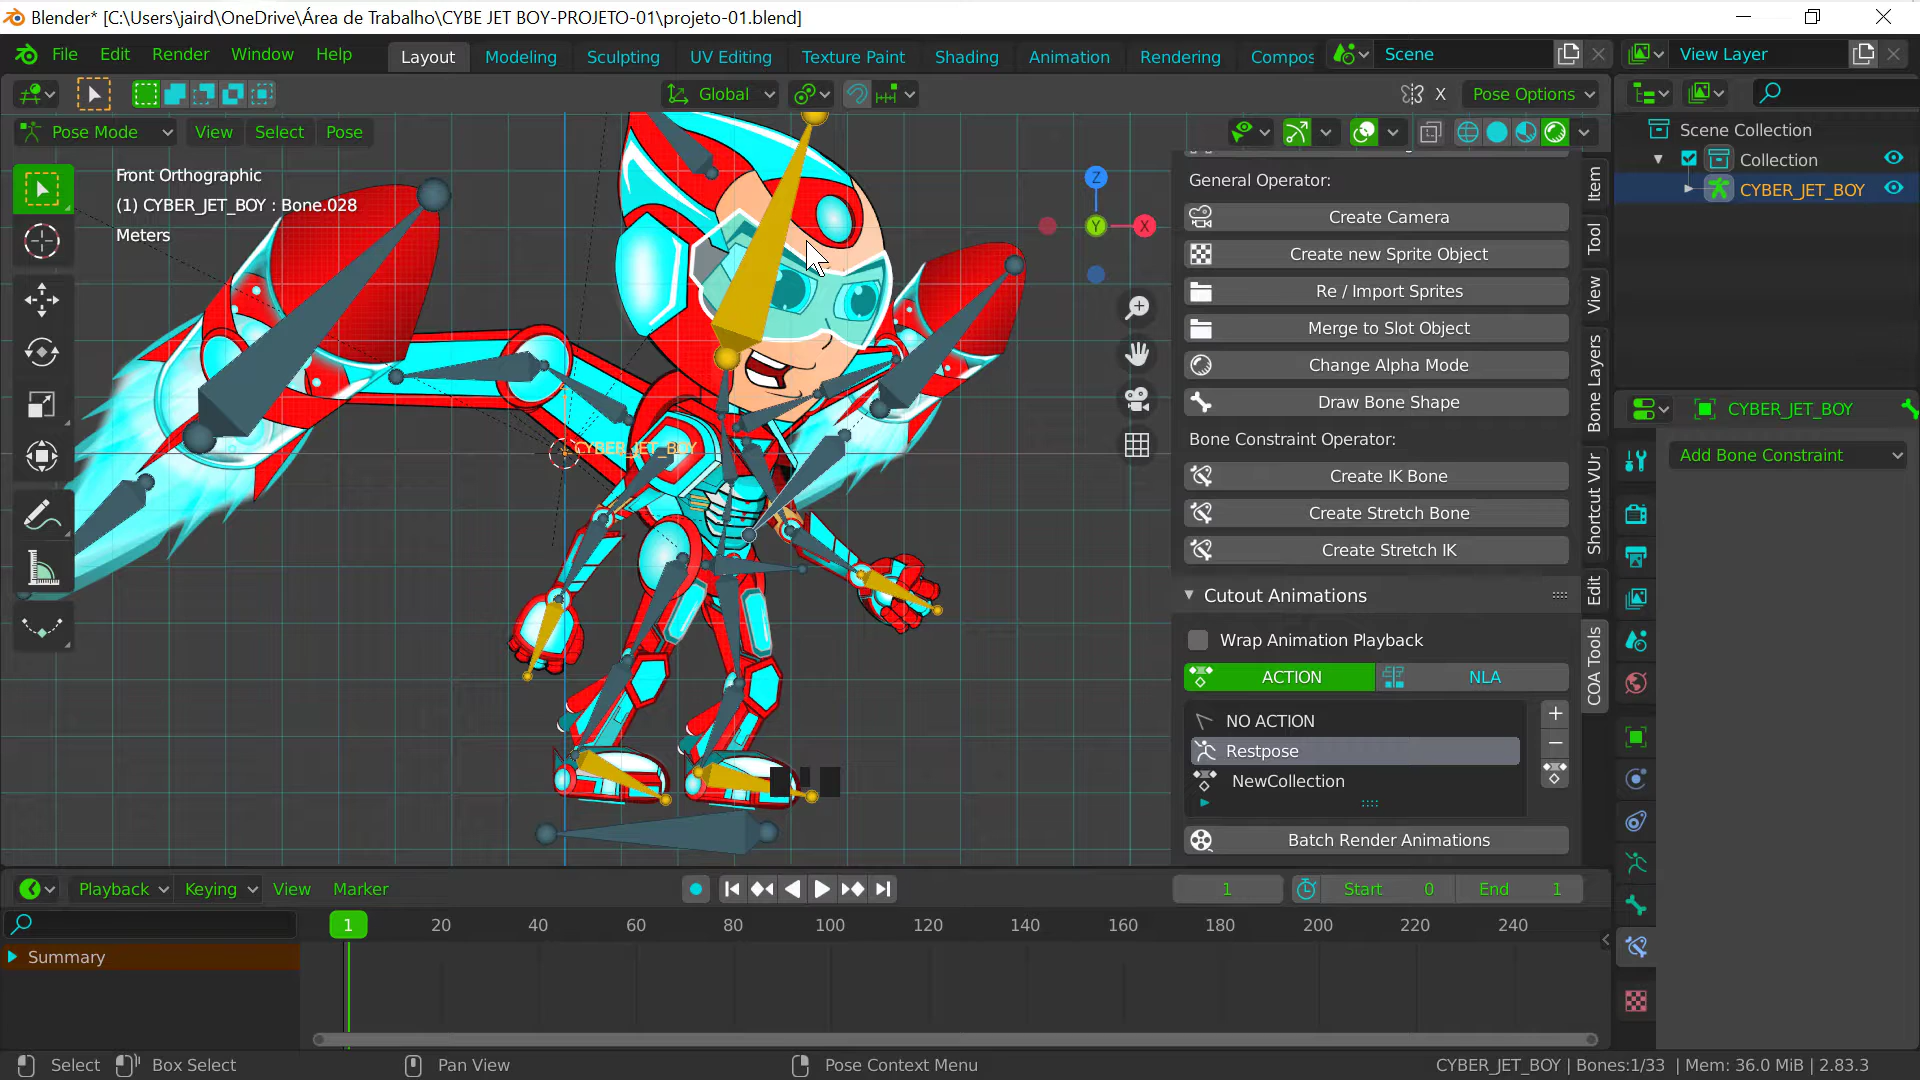 Blender* [C:\Users\jaird\OneDrive\Área de Trabalho\CYBE JET BOY-PROJETO-01\projeto-01.blend]
File Edit Render Window Help Layout Modeling Sculpting UV Editing Texture Paint Shading Animation Rendering Compos Scene View Layer
Global X Pose Options
Pose Mode View Select Pose
Scene Collection
Collection
CYBER_JET_BOY
Front Orthographic
(1) CYBER_JET_BOY : Bone.028
Meters
CYBER_JET_BOY
Z
Y
X
General Operator:
Create Camera
Create new Sprite Object
Re / Import Sprites
Merge to Slot Object
Change Alpha Mode
Draw Bone Shape
Bone Constraint Operator:
Create IK Bone
Create Stretch Bone
Create Stretch IK
Cutout Animations
Wrap Animation Playback
ACTION NLA
NO ACTION
Restpose
NewCollection
Batch Render Animations
Item
Tool
View
Bone Layers
Shortcut VUr
Edit
COA Tools
CYBER_JET_BOY
Add Bone Constraint
Playback Keying View Marker 1 Start 0 End 1
1 20 40 60 80 100 120 140 160 180 200 220 240
Summary
Select Box Select Pan View Pose Context Menu CYBER_JET_BOY | Bones:1/33 | Mem: 36.0 MiB | 2.83.3